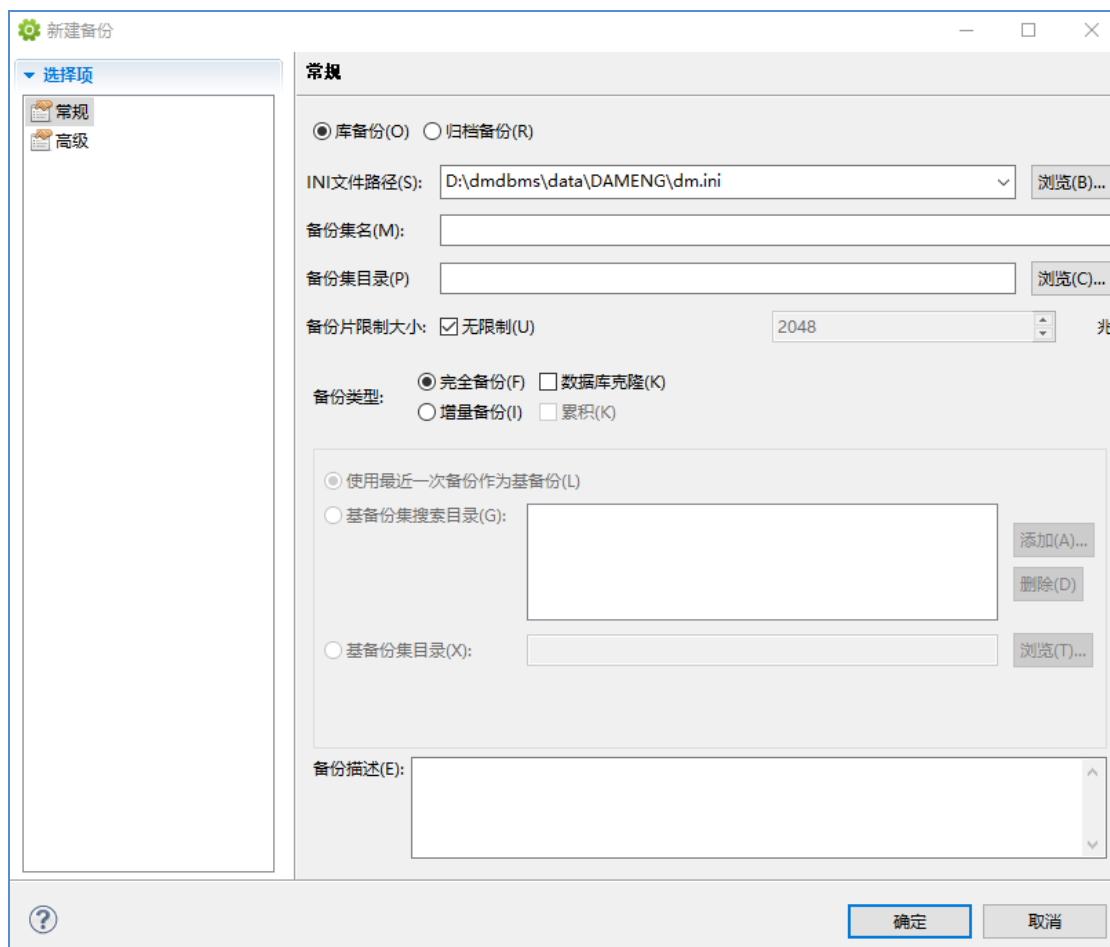 新建备份
选择项
常规
高级
常规
库备份(O) 归档备份(R)
INI文件路径(S): D:\dmdbms\data\DAMENG\dm.ini 浏览(B)...
备份集名(M):
备份集目录(P) 浏览(C)...
备份片限制大小: 无限制(U) 2048 兆
备份类型:
完全备份(F) 数据库克隆(K)
增量备份(I) 累积(K)
使用最近一次备份作为基备份(L)
基备份集搜索目录(G):
添加(A)...
删除(D)
基备份集目录(X): 浏览(T)...
备份描述(E):
确定 取消